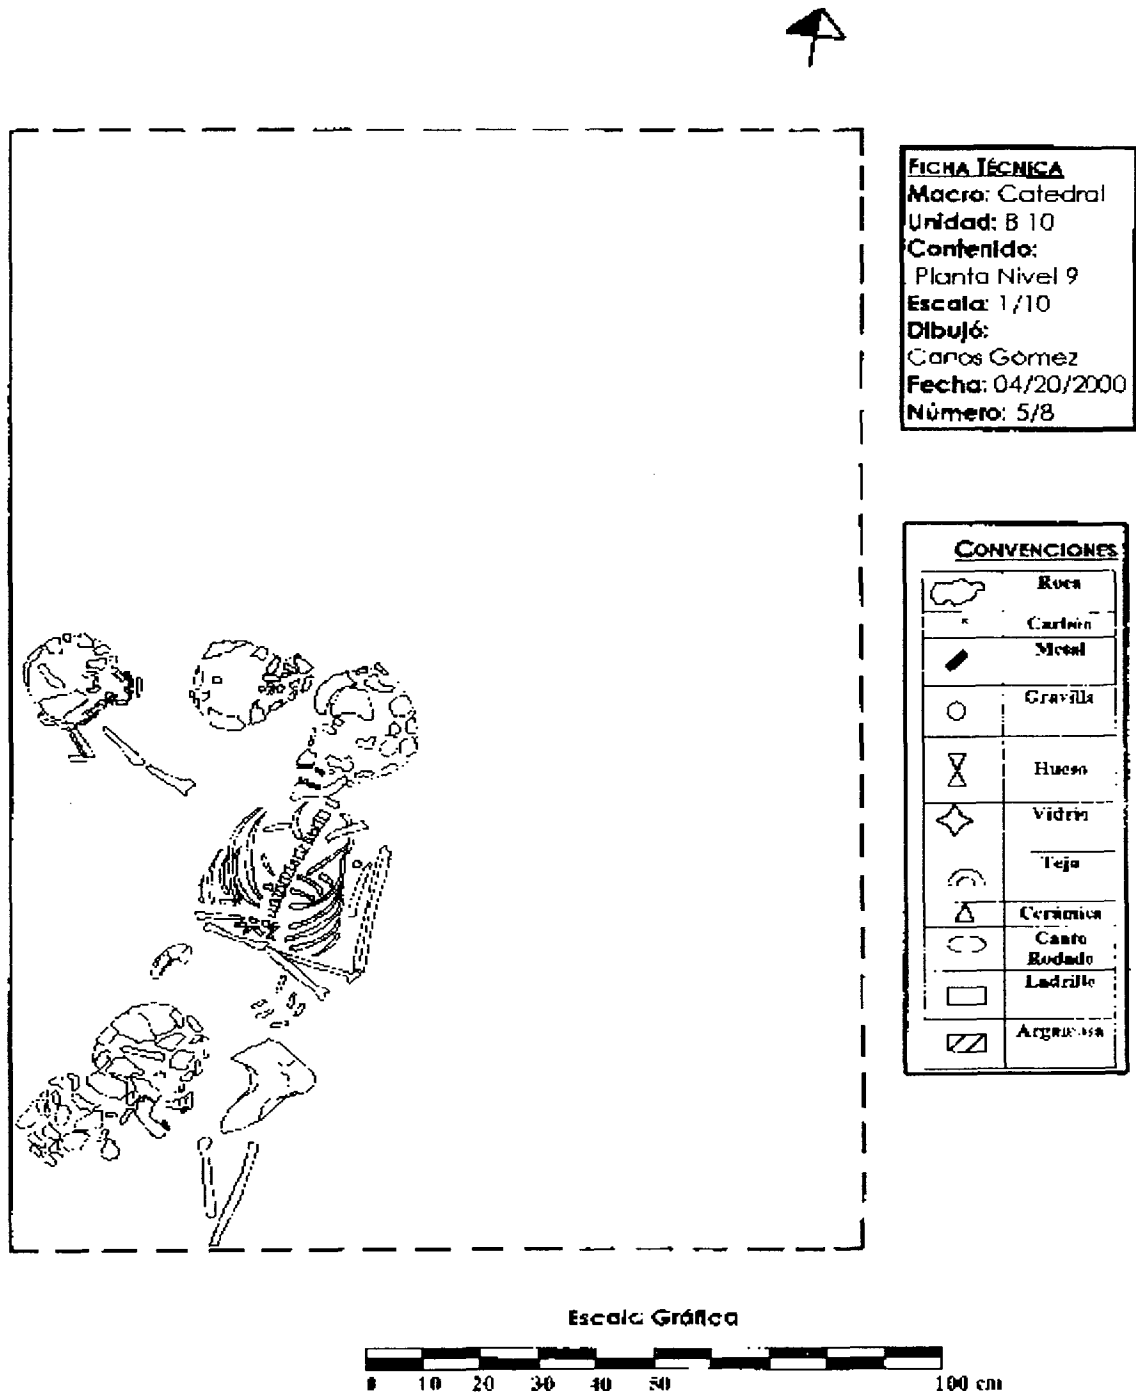 FICHA TÉCNICA
Macro: Catedral
Unidad: B 10
Contenido:
Planta Nivel 9
Escala: 1/10
Dibujó:
Carlos Gómez
Fecha: 04/20/2000
Número: 5/8
CONVENCIONES
Roca
Carbón
Metal
Gravilla
Hueso
Vidrio
Teja
Cerámica
Canto
Rodado
Ladrillo
Argamasa
Escala Gráfica
0 10 20 30 40 50 100 cm